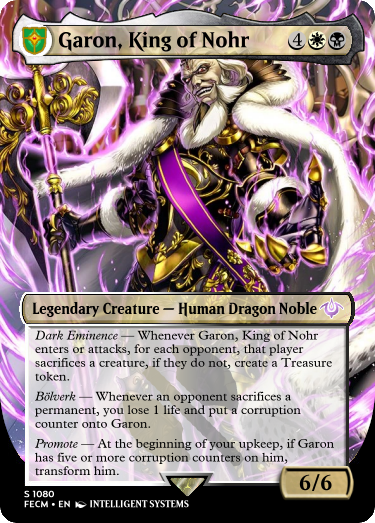 Garon, King of Nohr 4
Legendary Creature — Human Dragon Noble
Dark Eminence — Whenever Garon, King of Nohr
enters or attacks, for each opponent, that player
sacrifices a creature, if they do not, create a Treasure
token.
Bölverk — Whenever an opponent sacrifices a
permanent, you lose 1 life and put a corruption
counter onto Garon.
Promote — At the beginning of your upkeep, if Garon
has five or more corruption counters on him,
transform him.
6/6
S 1080
FECM • EN INTELLIGENT SYSTEMS